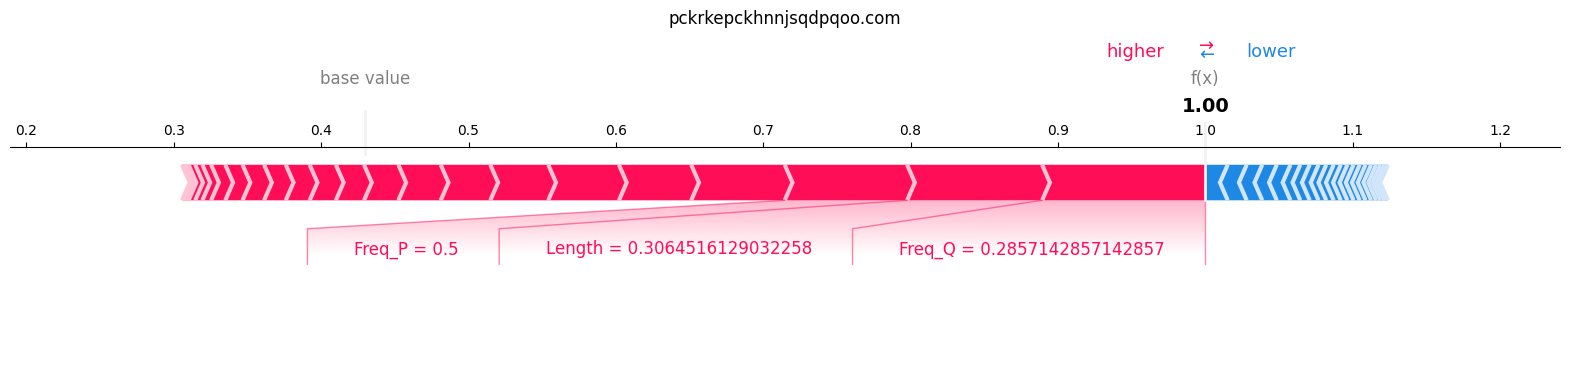 pckrkepckhnnjsqdpqoo.com
higher → ← lower
base value f(x)
1.00
0.2 0.3 0.4 0.5 0.6 0.7 0.8 0.9 1.0 1.1 1.2
Freq_P = 0.5 Length = 0.3064516129032258 Freq_Q = 0.2857142857142857